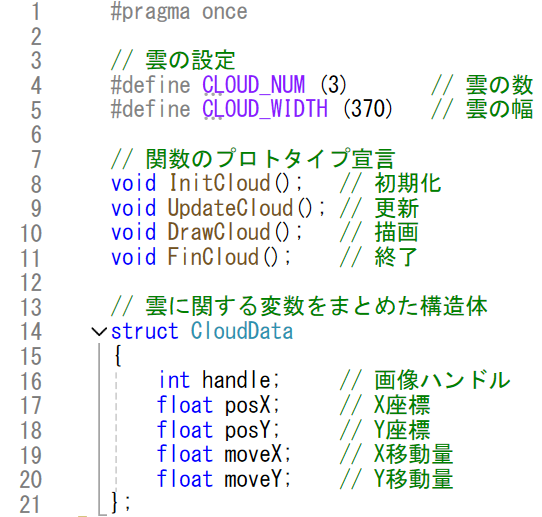 1 #pragma once
2
3 // 雲の設定
4 #define CLOUD_NUM (3) // 雲の数
5 #define CLOUD_WIDTH (370) // 雲の幅
6
7 // 関数のプロトタイプ宣言
8 void InitCloud(); // 初期化
9 void UpdateCloud(); // 更新
10 void DrawCloud(); // 描画
11 void FinCloud(); // 終了
12
13 // 雲に関する変数をまとめた構造体
14 struct CloudData
15 {
16 int handle; // 画像ハンドル
17 float posX; // X座標
18 float posY; // Y座標
19 float moveX; // X移動量
20 float moveY; // Y移動量
21 };